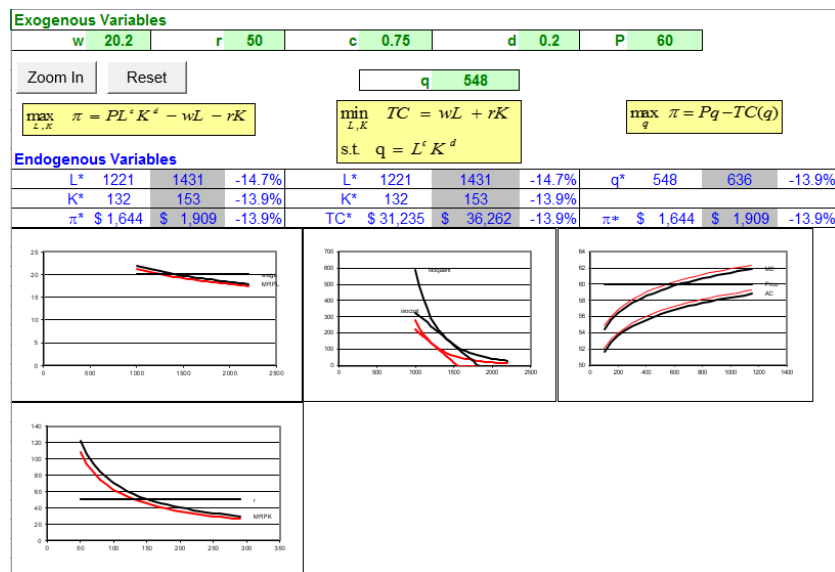 Exogenous Variables
w 20.2 r 50 c 0.75 d 0.2 P 60
Zoom In Reset
q 548
max L,K π = PL^c K^d − wL − rK
min L,K TC = wL + rK
s.t. q = L^c K^d
max q π = Pq − TC(q)
Endogenous Variables
L* 1221 1431 -14.7% L* 1221 1431 -14.7% q* 548 636 -13.9%
K* 132 153 -13.9% K* 132 153 -13.9%
π* $ 1,644 $ 1,909 -13.9% TC* $ 31,235 $ 36,262 -13.9% π* $ 1,644 $ 1,909 -13.9%
25
20
15
10
5
0
0 500 1000 1500 2000 2500
MRPL
700
600
500
400
300
200
100
0
0 500 1000 1500 2000 2500
isoquant
isocost
64
62
60
58
56
54
52
50
0 200 400 600 800 1000 1200 1400
MC
AC
140
120
100
80
60
40
20
0
0 50 100 150 200 250 300 350
r
MRPK